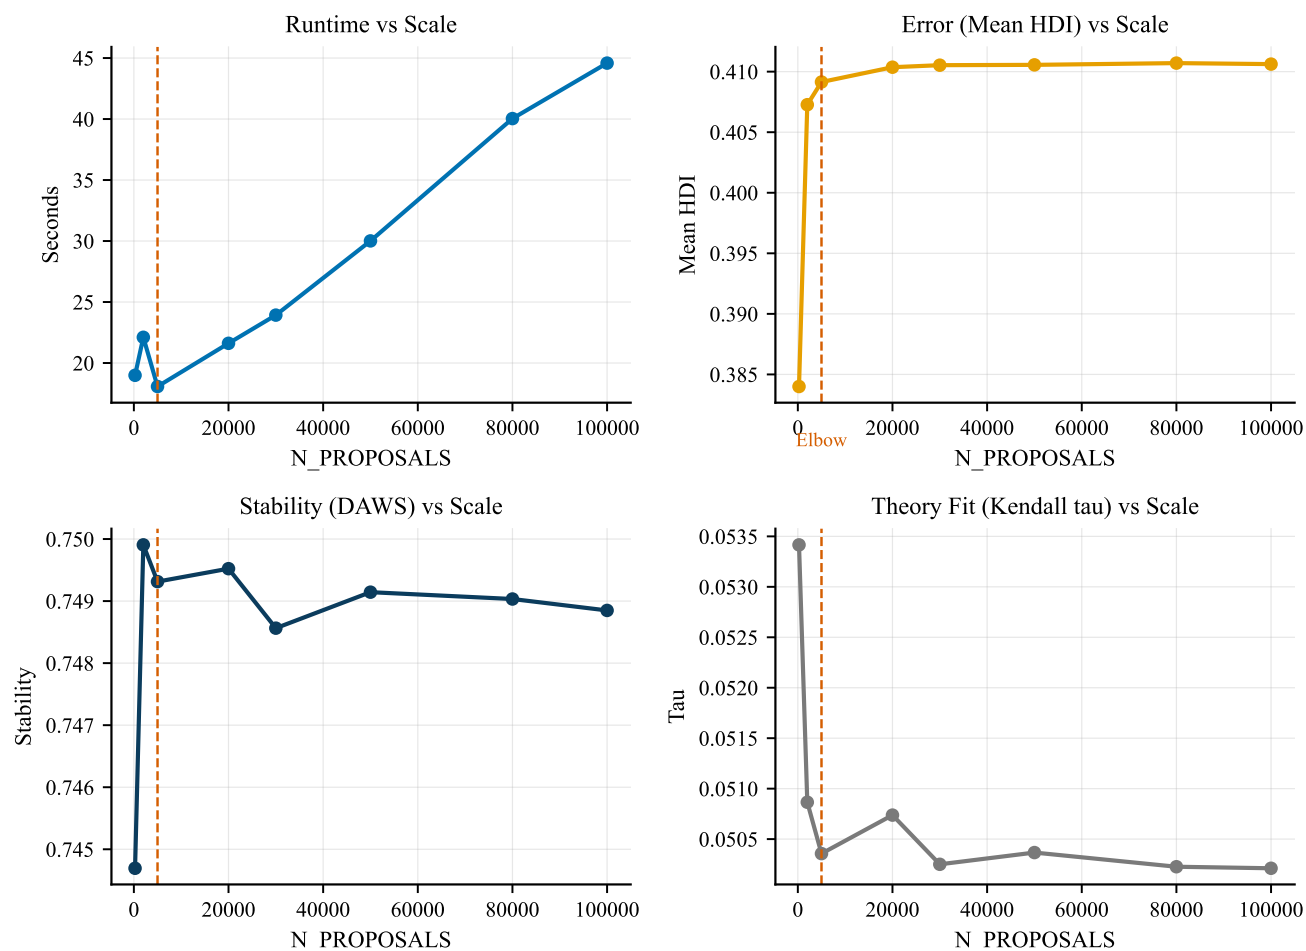 Runtime vs Scale
45
40
35
30
25
20
Seconds
0 20000 40000 60000 80000 100000
N_PROPOSALS
Error (Mean HDI) vs Scale
0.410
0.405
0.400
0.395
0.390
0.385
Mean HDI
0 20000 40000 60000 80000 100000
Elbow
N_PROPOSALS
Stability (DAWS) vs Scale
0.750
0.749
0.748
0.747
0.746
0.745
Stability
0 20000 40000 60000 80000 100000
N_PROPOSALS
Theory Fit (Kendall tau) vs Scale
0.0535
0.0530
0.0525
0.0520
0.0515
0.0510
0.0505
Tau
0 20000 40000 60000 80000 100000
N_PROPOSALS